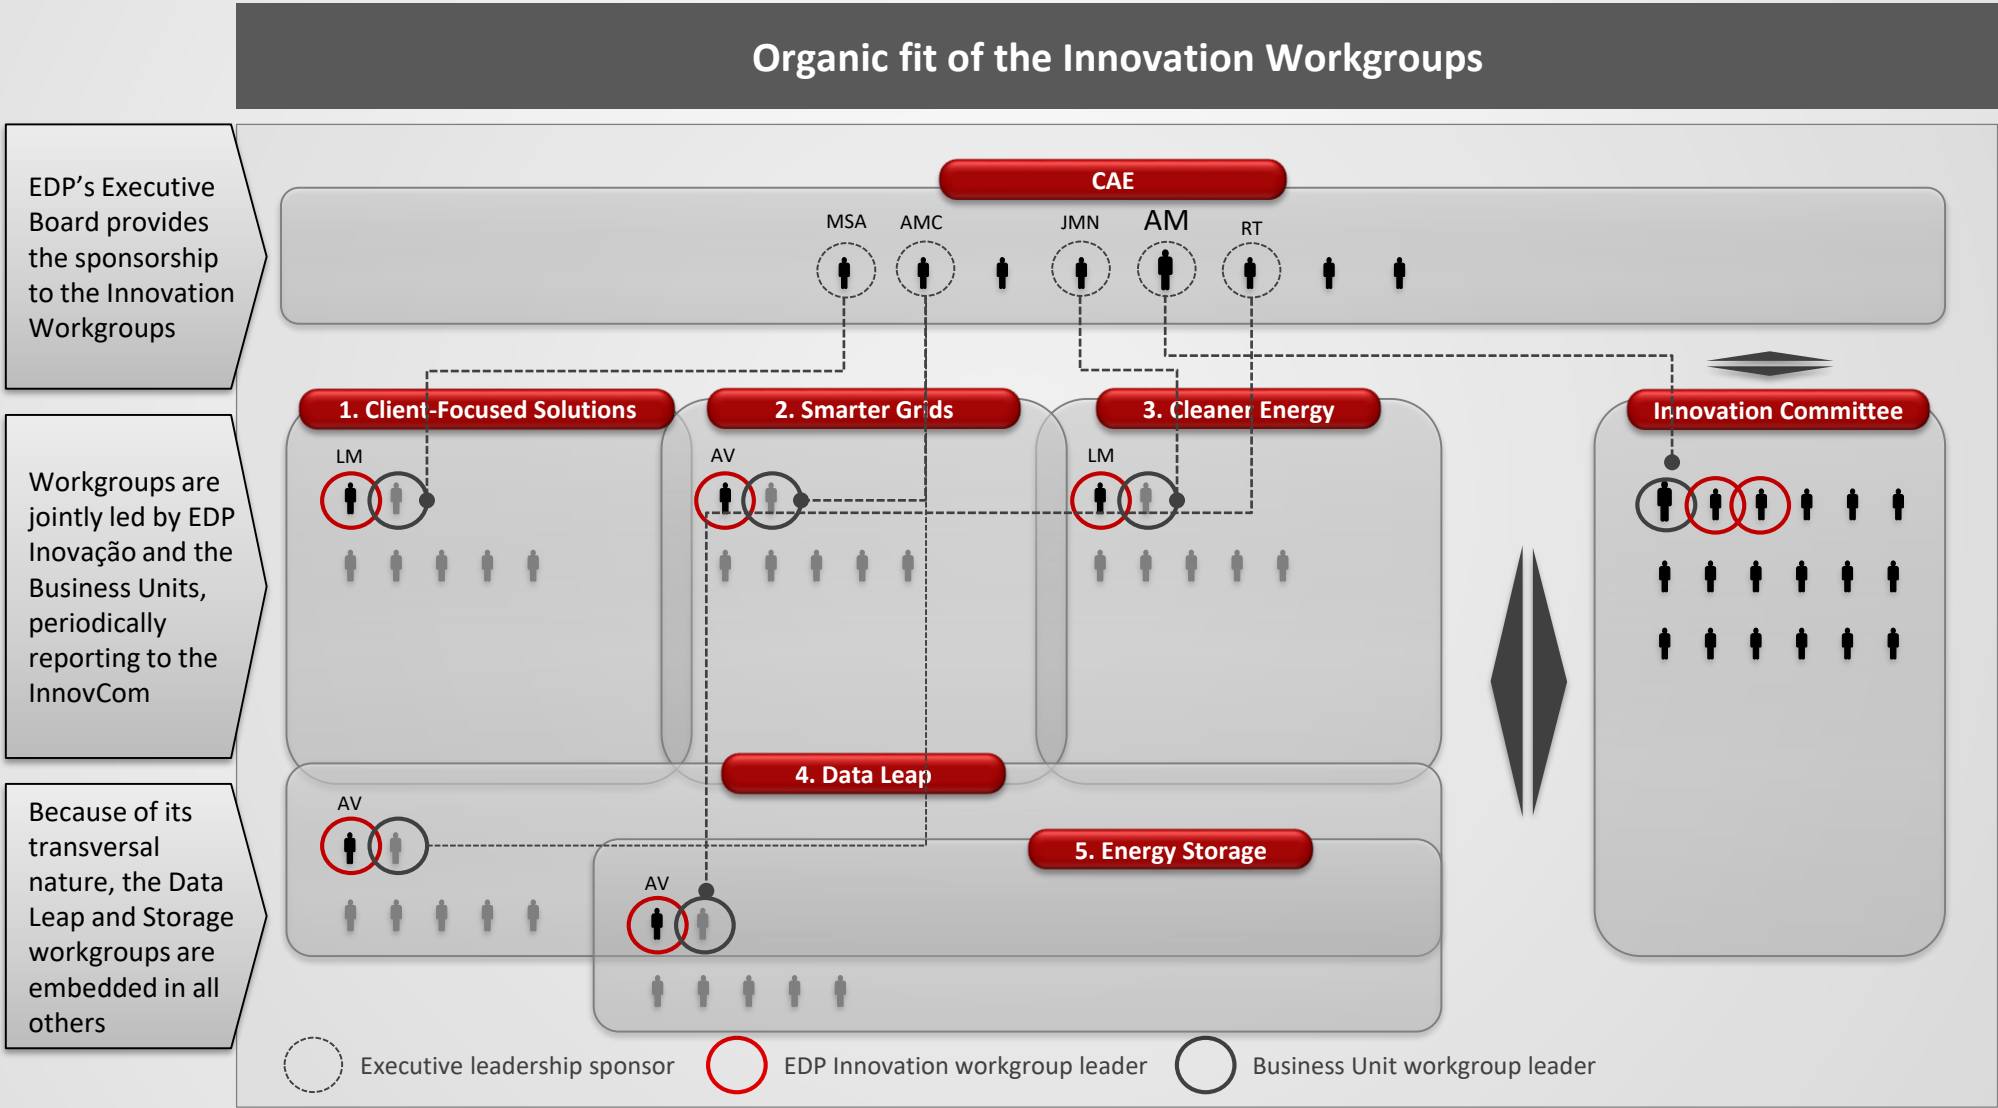 Organic fit of the Innovation Workgroups
EDP’s Executive
Board provides
the sponsorship
to the Innovation
Workgroups
CAE
MSA
AMC
JMN
AM
RT
Workgroups are
jointly led by EDP
Inovação and the
Business Units,
periodically
reporting to the
InnovCom
1. Client-Focused Solutions
2. Smarter Grids
3. Cleaner Energy
Innovation Committee
LM
AV
LM
Because of its
transversal
nature, the Data
Leap and Storage
workgroups are
embedded in all
others
4. Data Leap
AV
5. Energy Storage
AV
Executive leadership sponsor
EDP Innovation workgroup leader
Business Unit workgroup leader